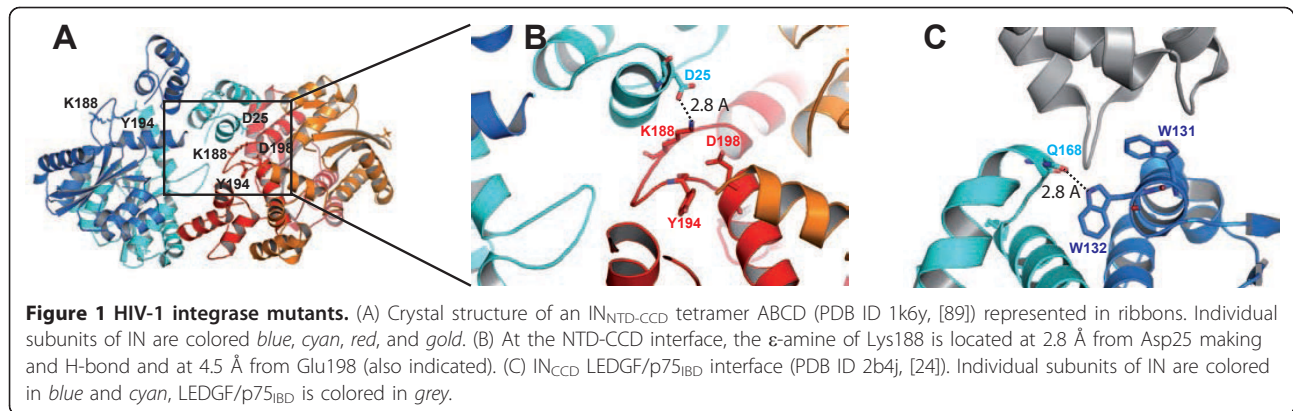 A
B
C
K188
Y194
D25
K188
D198
Y194
D25
2.8 A
K188
D198
Y194
W131
Q168
2.8 A
W132
Figure 1 HIV-1 integrase mutants. (A) Crystal structure of an INNTD-CCD tetramer ABCD (PDB ID 1k6y, [89]) represented in ribbons. Individual
subunits of IN are colored blue, cyan, red, and gold. (B) At the NTD-CCD interface, the ε-amine of Lys188 is located at 2.8 Å from Asp25 making
and H-bond and at 4.5 Å from Glu198 (also indicated). (C) INCCD LEDGF/p75IBD interface (PDB ID 2b4j, [24]). Individual subunits of IN are colored
in blue and cyan, LEDGF/p75IBD is colored in grey.